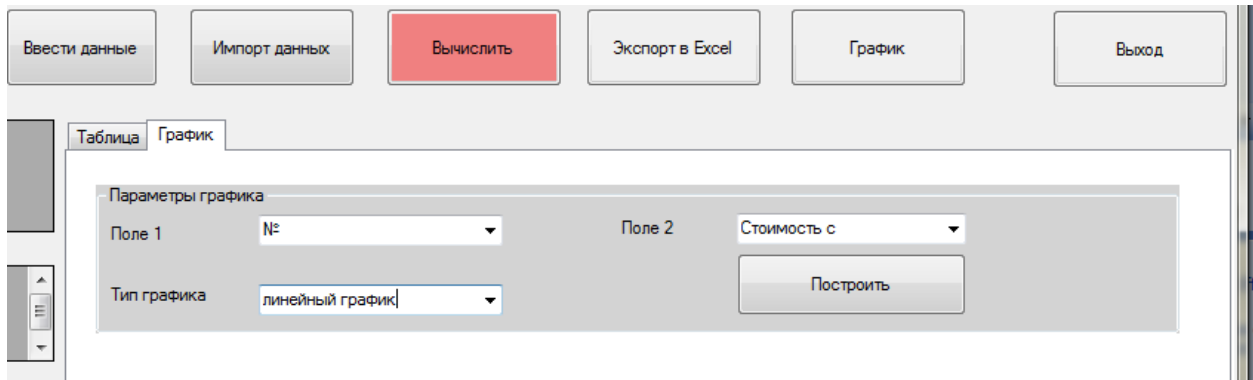 Ввести данные
Импорт данных
Вычислить
Экспорт в Excel
График
Выход
Таблица
График
Параметры графика
Поле 1
№
Поле 2
Стоимость с
Тип графика
линейный график
Построить